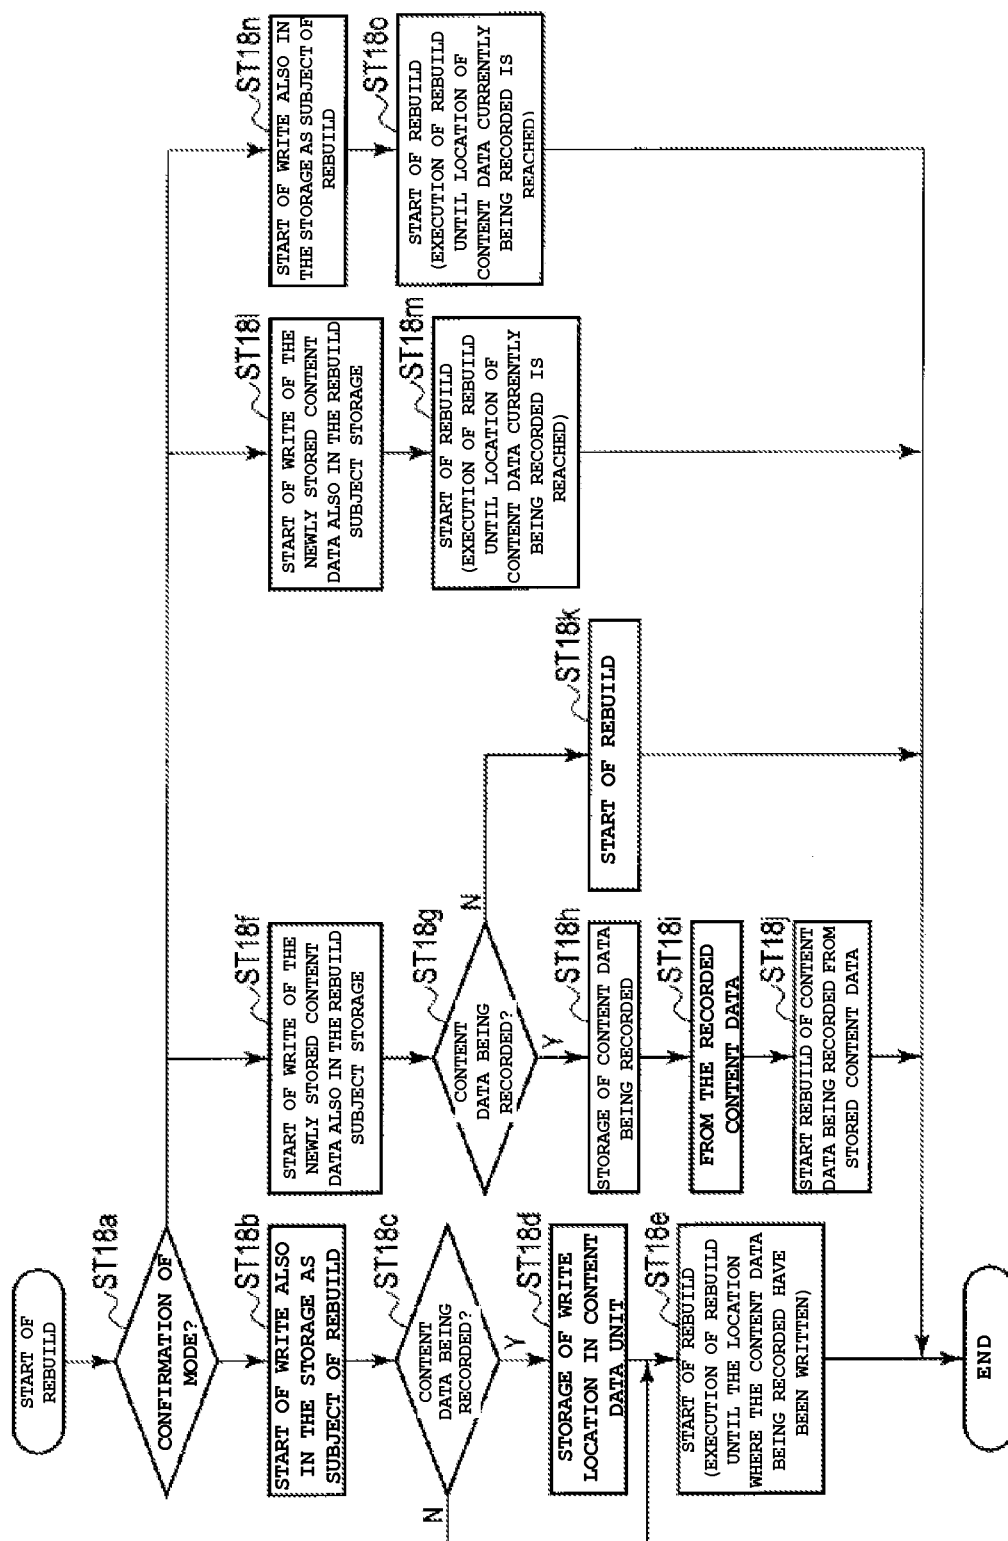 START OF
REBUILD
ST18a
CONFIRMATION OF
MODE?
ST18b
START OF WRITE ALSO
IN THE STORAGE AS
SUBJECT OF REBUILD
ST18c
CONTENT
DATA BEING
RECORDED?
N
Y
ST18d
STORAGE OF WRITE
LOCATION IN CONTENT
DATA UNIT
ST18e
START OF REBUILD
(EXECUTION OF REBUILD
UNTIL THE LOCATION
WHERE THE CONTENT DATA
BEING RECORDED HAVE
BEEN WRITTEN)
ST18f
START OF WRITE OF THE
NEWLY STORED CONTENT
DATA ALSO IN THE REBUILD
SUBJECT STORAGE
ST18g
CONTENT
DATA BEING
RECORDED?
N
Y
ST18h
STORAGE OF CONTENT DATA
BEING RECORDED
ST18i
FROM THE RECORDED
CONTENT DATA
ST18j
START REBUILD OF CONTENT
DATA BEING RECORDED FROM
STORED CONTENT DATA
ST18k
START OF REBUILD
ST18l
START OF WRITE OF THE
NEWLY STORED CONTENT
DATA ALSO IN THE REBUILD
SUBJECT STORAGE
ST18m
START OF REBUILD
(EXECUTION OF REBUILD
UNTIL LOCATION OF
CONTENT DATA CURRENTLY
BEING RECORDED IS
REACHED)
ST18n
START OF WRITE ALSO IN
THE STORAGE AS SUBJECT OF
REBUILD
ST18o
START OF REBUILD
(EXECUTION OF REBUILD
UNTIL LOCATION OF
CONTENT DATA CURRENTLY
BEING RECORDED IS
REACHED)
END